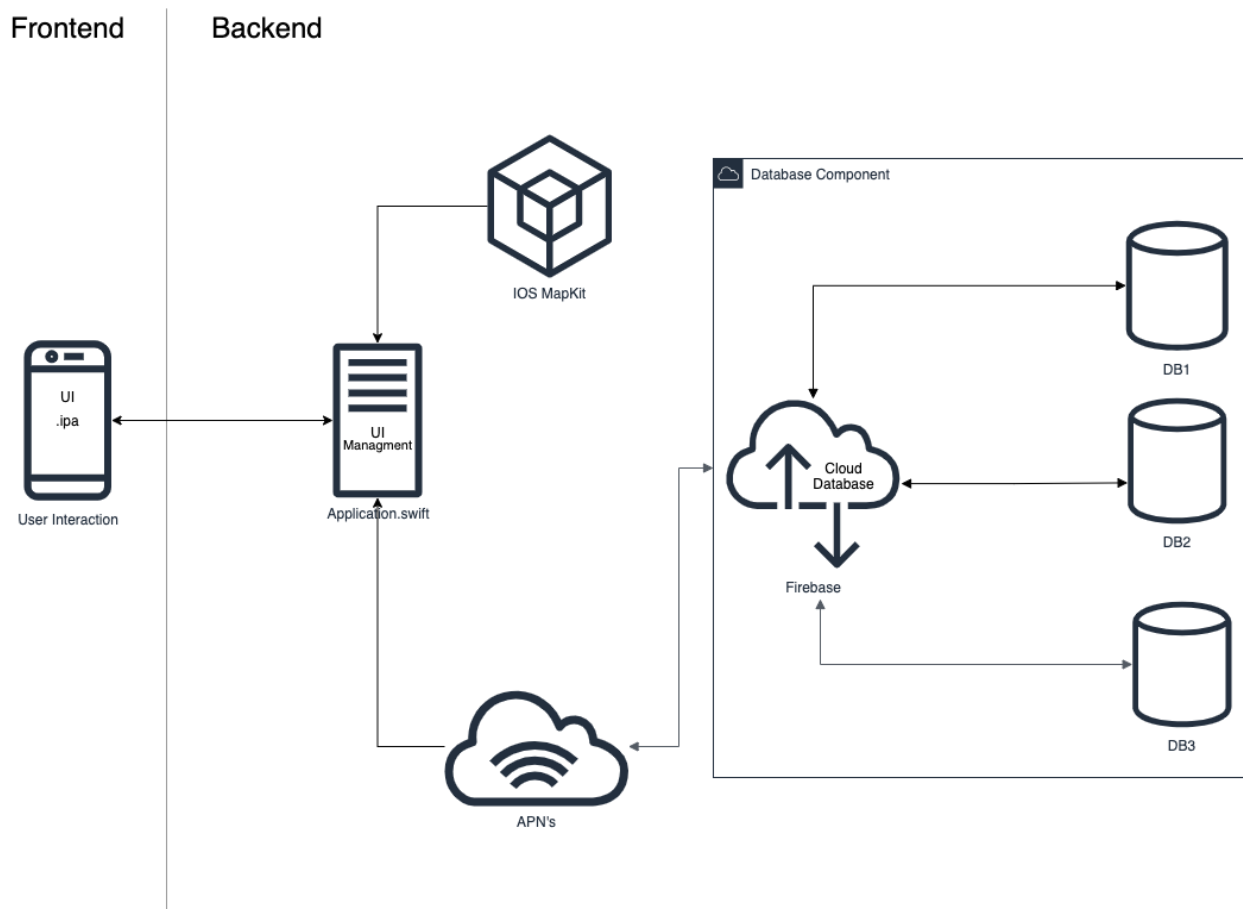 Frontend
Backend
IOS MapKit
Database Component
DB1
UI
.ipa
User Interaction
UI
Managment
Application.swift
Cloud
Database
Firebase
DB2
DB3
APN's